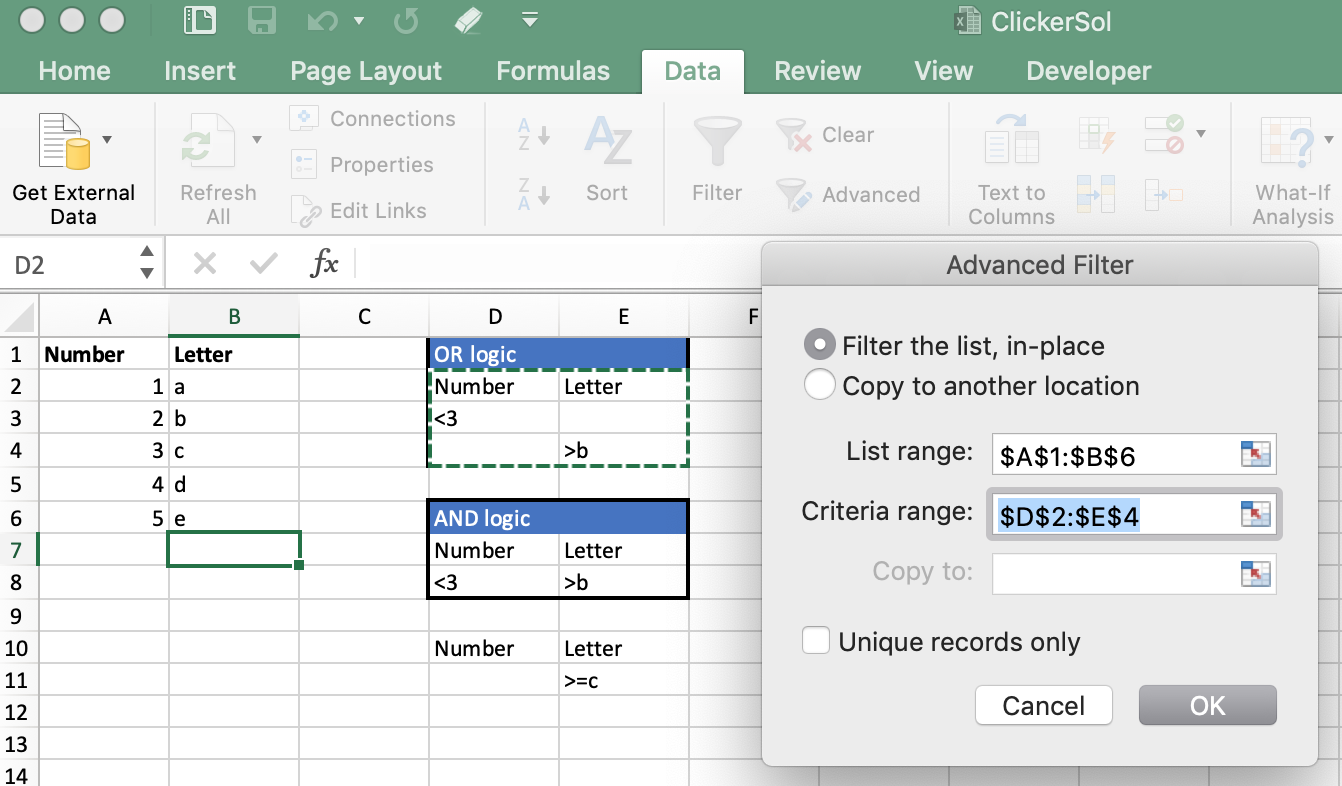 ClickerSol
Home Insert Page Layout Formulas Data Review View Developer
Get External Data
Refresh All
Connections
Properties
Edit Links
A Z
Z A
AZ
Sort
Filter
Clear
Advanced
Text to Columns
What-If Analysis
D2 fx
A B C D E F
1 Number Letter OR logic
2 1 a Number Letter
3 2 b <3
4 3 c >b
5 4 d
6 5 e AND logic
7 Number Letter
8 <3 >b
9
10 Number Letter
11 >=c
12
13
14
Advanced Filter
Filter the list, in-place
Copy to another location
List range: $A$1:$B$6
Criteria range: $D$2:$E$4
Copy to:
Unique records only
Cancel OK